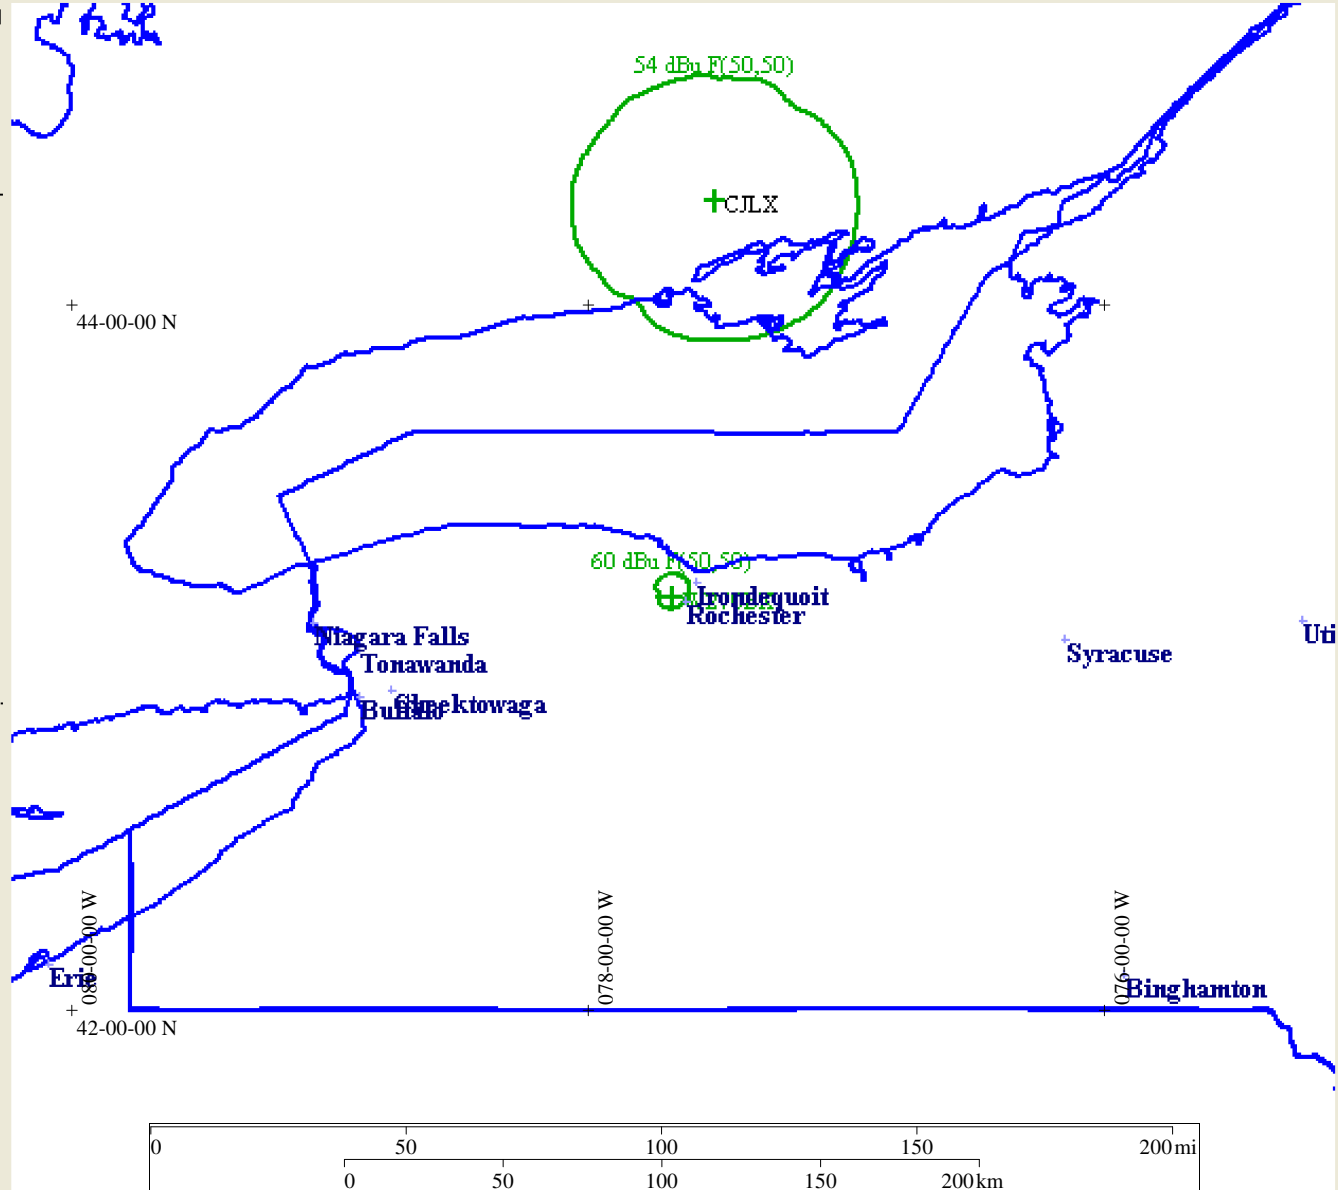 54 dBu F(50,50)
CJLX
44-00-00 N
60 dBu F(50,50)
Irondequoit
Rochester
Niagara Falls
Uti
Syracuse
Tonawanda
Cheektowaga
Buffalo
080-00-00 W
078-00-00 W
076-00-00 W
Erie
Binghamton
42-00-00 N
0 50 100 150 200 mi
0 50 100 150 200 km